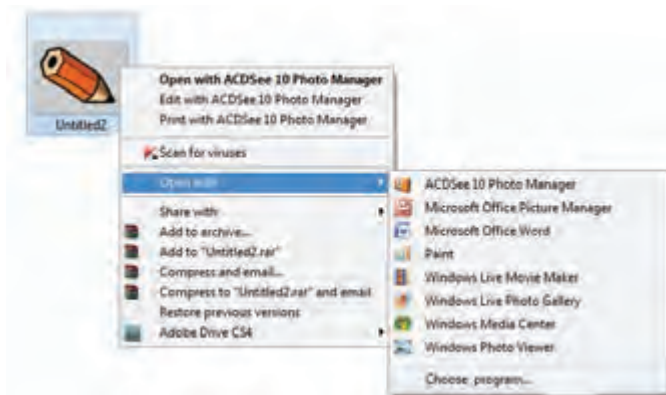 Untitled2
Open with ACDSee 10 Photo Manager
Edit with ACDSee 10 Photo Manager
Print with ACDSee 10 Photo Manager
Scan for viruses
Open with
Share with
Add to archive...
Add to "Untitled2.rar"
Compress and email...
Compress to "Untitled2.rar" and email
Restore previous versions
Adobe Drive CS4
ACDSee 10 Photo Manager
Microsoft Office Picture Manager
Microsoft Office Word
Paint
Windows Live Movie Maker
Windows Live Photo Gallery
Windows Media Center
Windows Photo Viewer
Choose program...